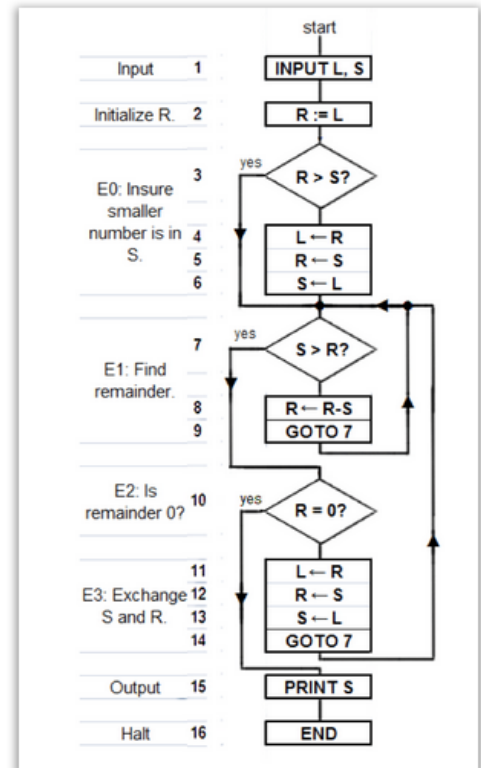 start
Input 1 INPUT L, S
Initialize R. 2 R := L
yes
3 R > S?
E0: Insure
smaller
number is in
S.
4 L ← R
5 R ← S
6 S ← L
yes
7 S > R?
E1: Find
remainder.
8 R ← R-S
9 GOTO 7
E2: Is
remainder 0?
10 yes R = 0?
11 L ← R
E3: Exchange 12 R ← S
S and R. 13 S ← L
14 GOTO 7
Output 15 PRINT S
Halt 16 END